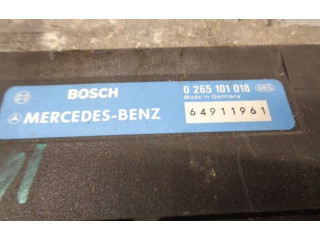 BOSCH
0 265 101 018
Made in Germany
MERCEDES-BENZ
64911961